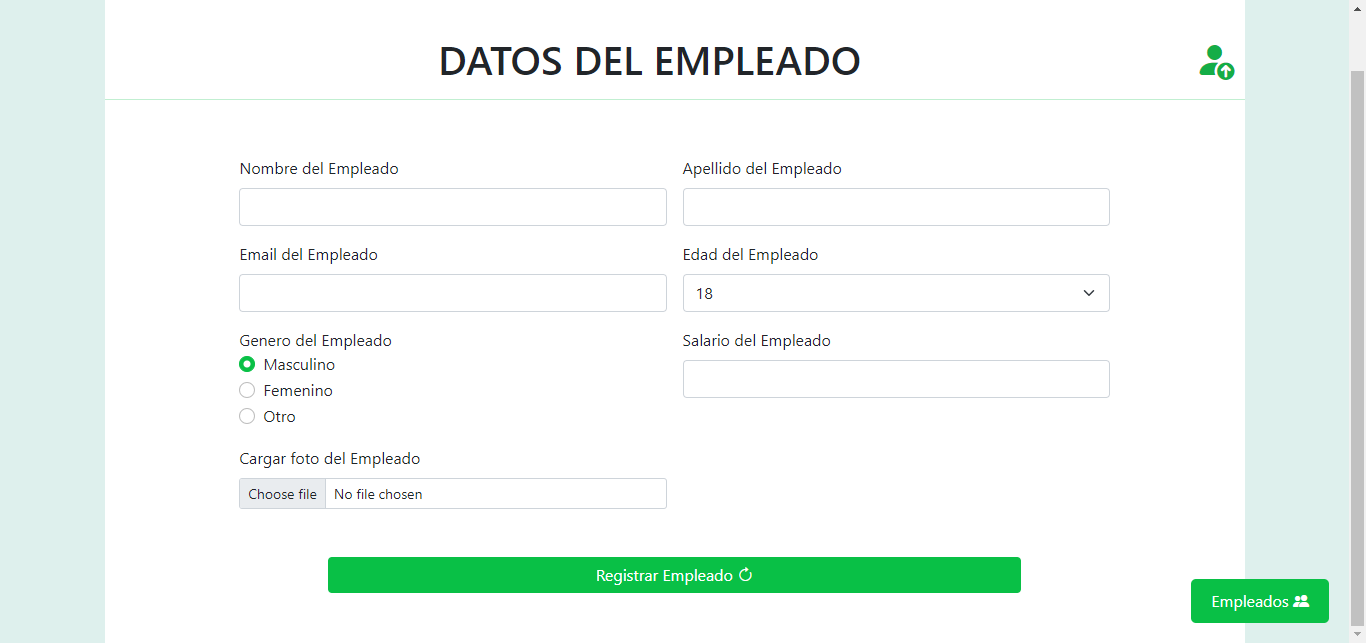 DATOS DEL EMPLEADO
Nombre del Empleado
Apellido del Empleado
Email del Empleado
Edad del Empleado
18
Genero del Empleado
Masculino
Femenino
Otro
Salario del Empleado
Cargar foto del Empleado
Choose file No file chosen
Registrar Empleado
Empleados